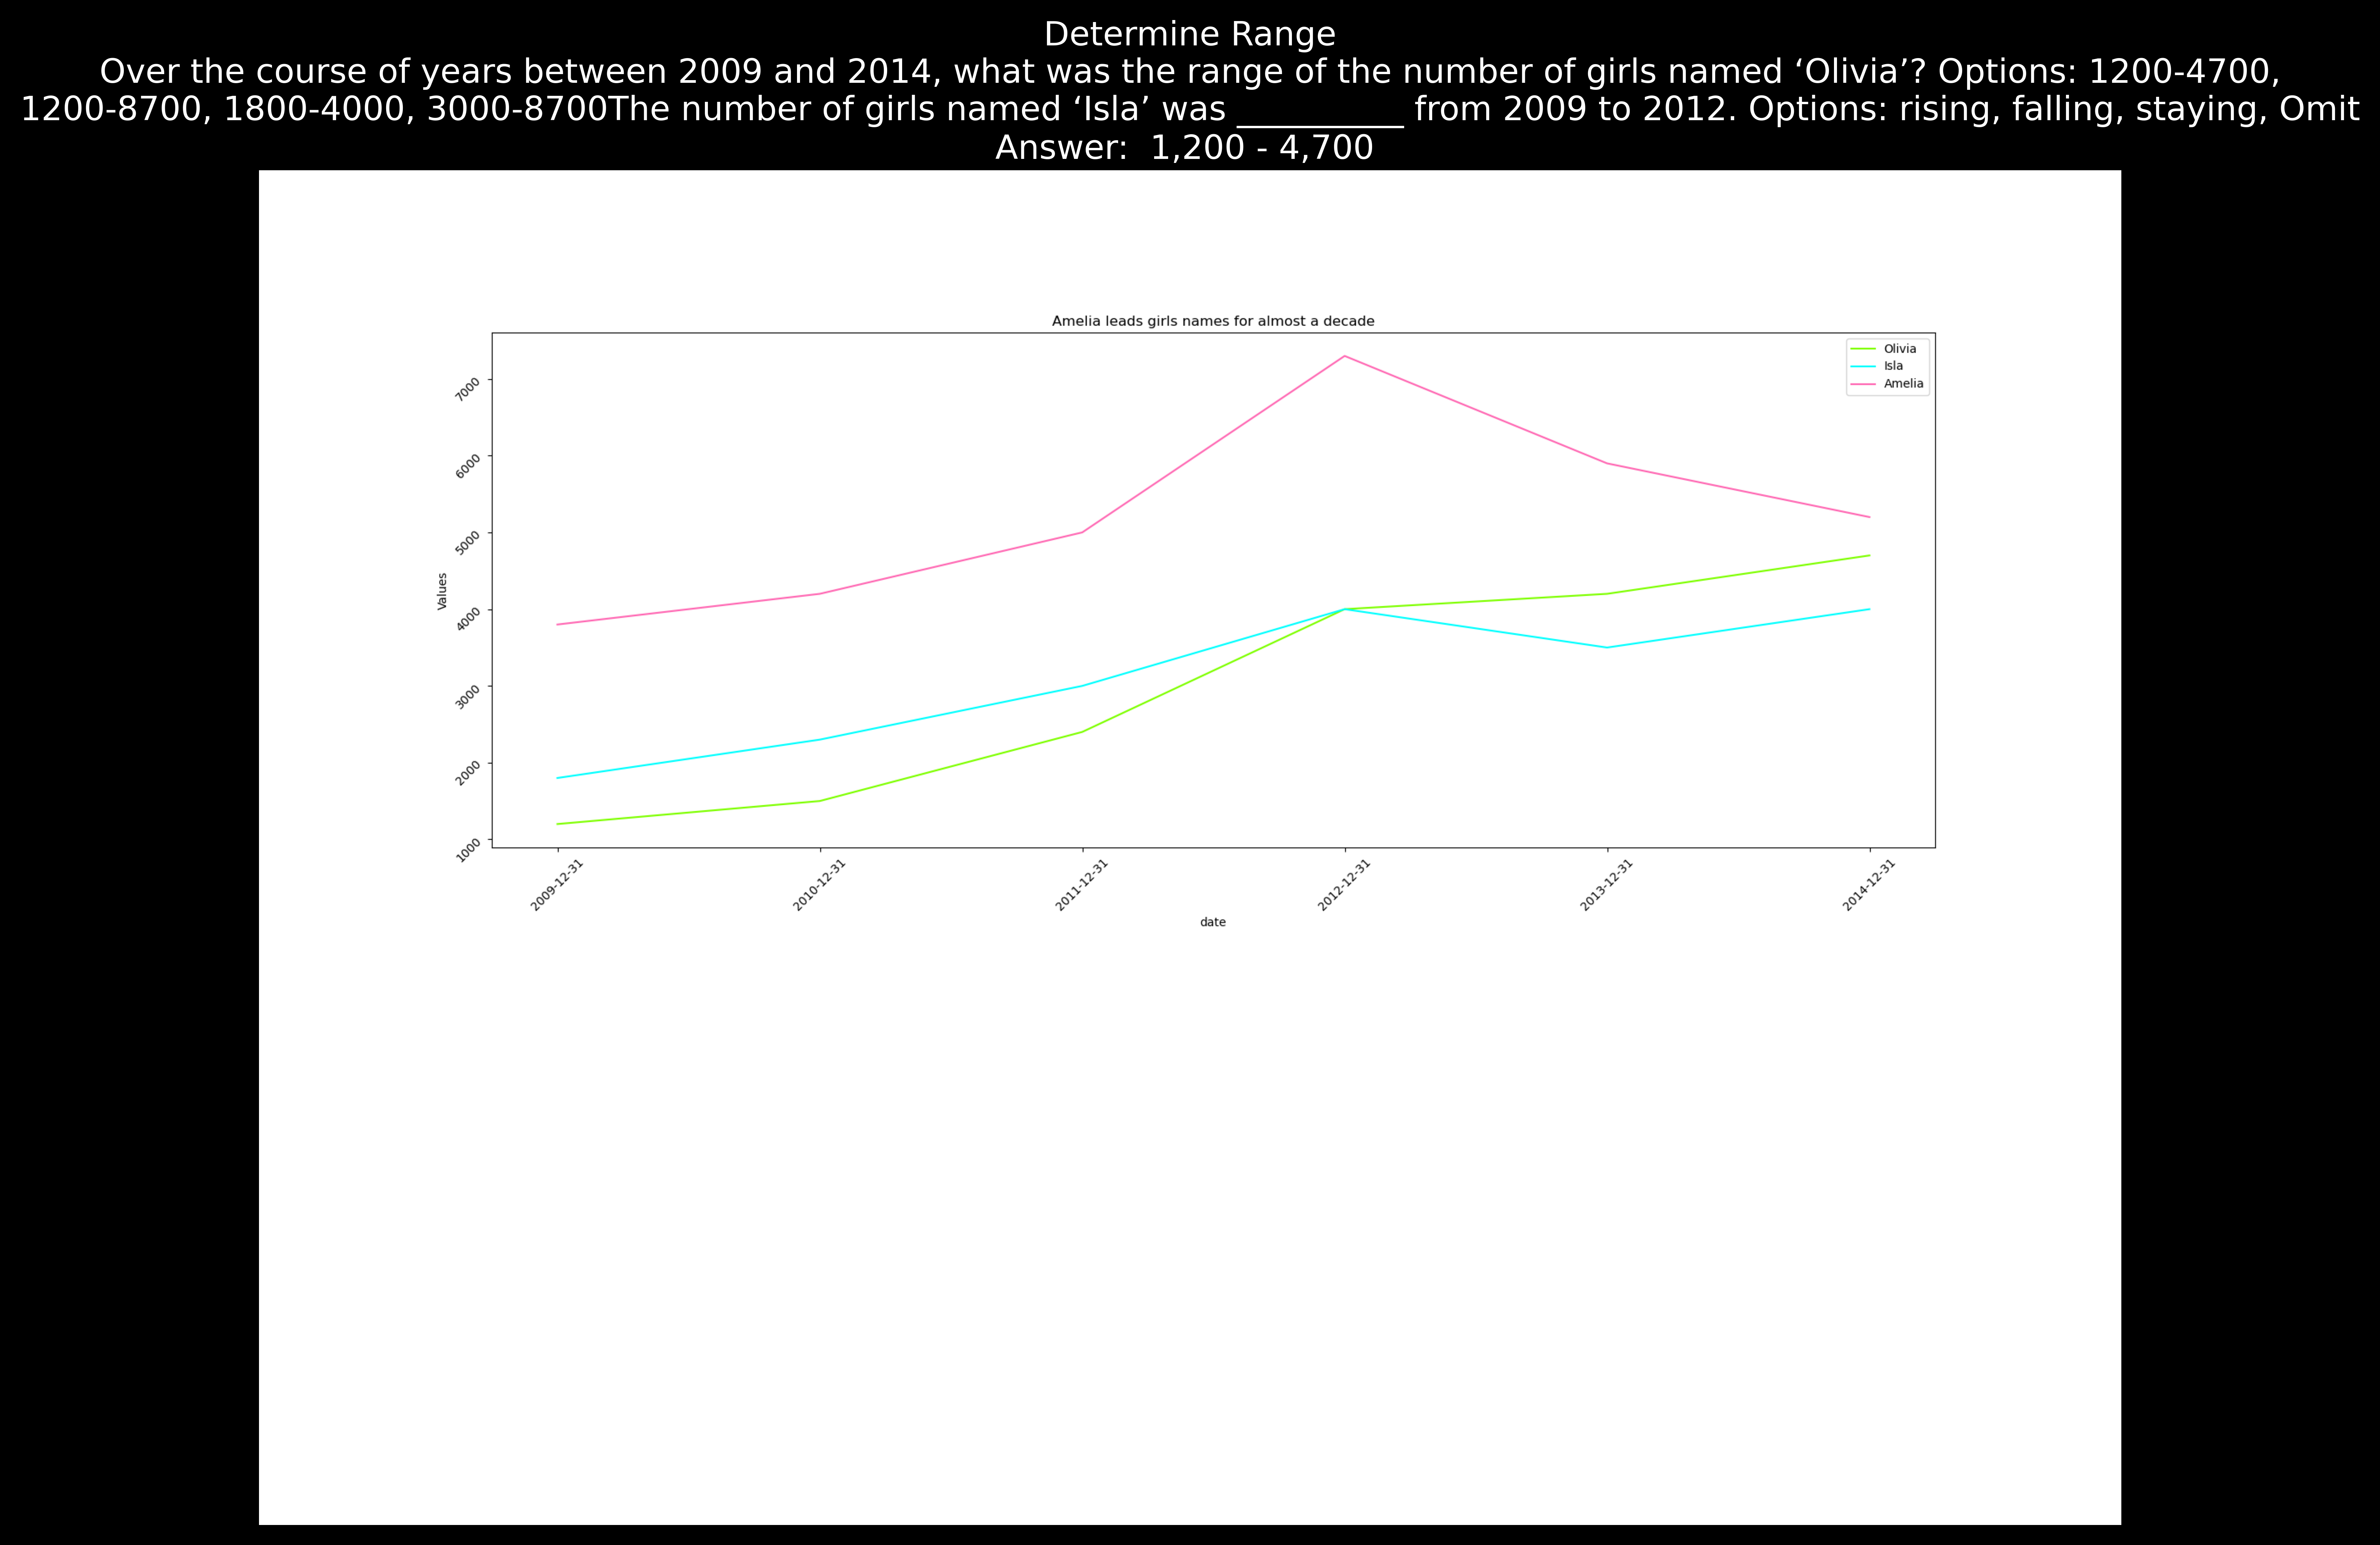 Determine Range
Over the course of years between 2009 and 2014, what was the range of the number of girls named ‘Olivia’? Options: 1200-4700,
1200-8700, 1800-4000, 3000-8700The number of girls named ‘Isla’ was __________ from 2009 to 2012. Options: rising, falling, staying, Omit
Answer:  1,200 - 4,700
Amelia leads girls names for almost a decade
Olivia
Isla
Amelia
7000
6000
5000
4000
3000
2000
1000
Values
2009-12-31
2010-12-31
2011-12-31
2012-12-31
2013-12-31
2014-12-31
date